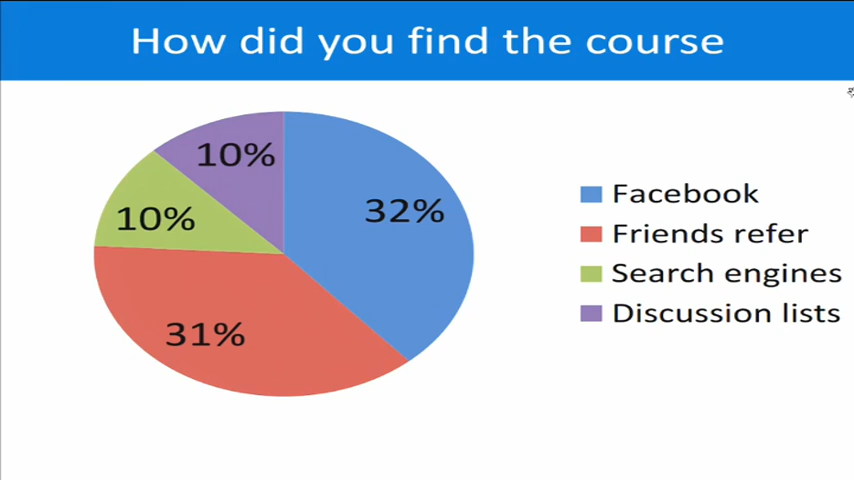 How did you find the course
10%
32%
10%
31%
Facebook
Friends refer
Search engines
Discussion lists